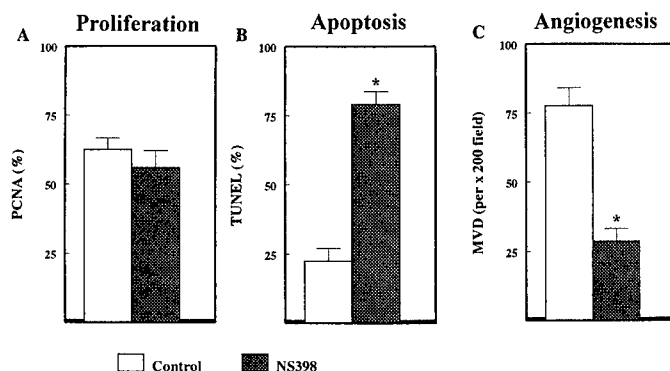 A Proliferation
100
75
50
25
PCNA (%)
B Apoptosis
100
75
50
25
TUNEL (%)
*
C Angiogenesis
100
75
50
25
MVD (per x 200 field)
*
Control
NS398